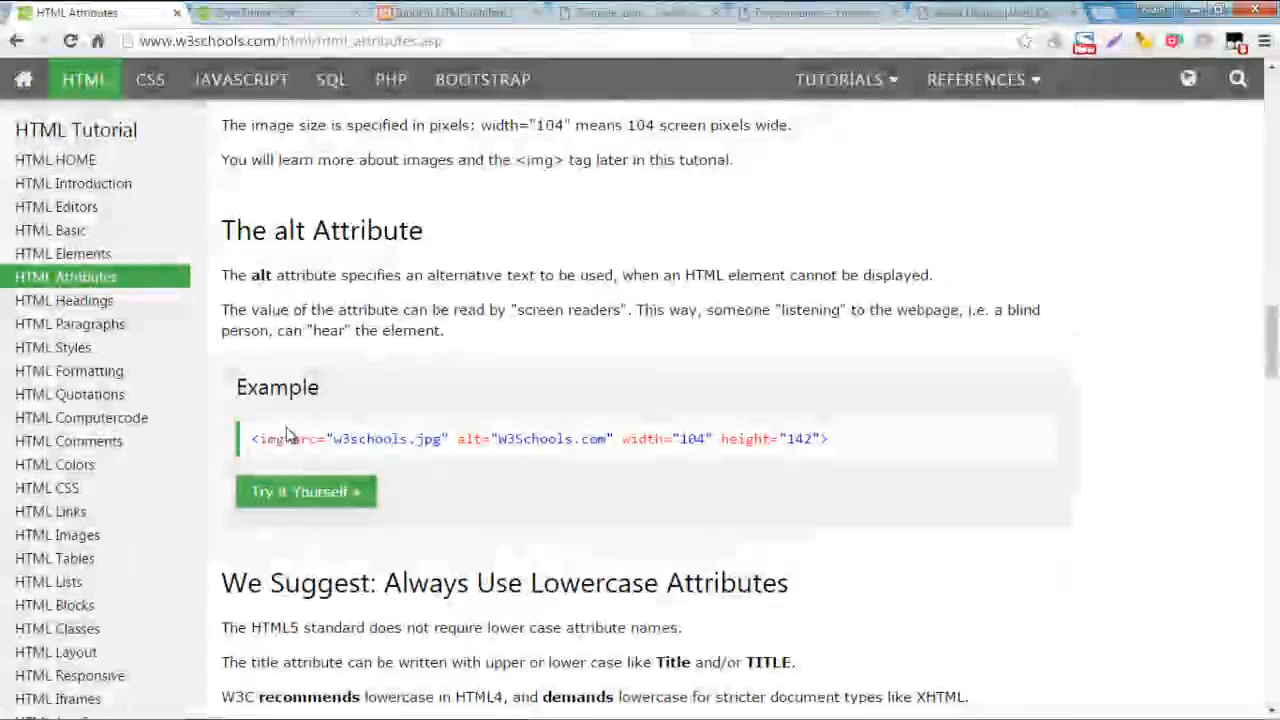 HTML Attributes
www.w3schools.com/html/html_attributes.asp
HTML
CSS
JAVASCRIPT
SQL
PHP
BOOTSTRAP
TUTORIALS
REFERENCES
HTML Tutorial
HTML HOME
HTML Introduction
HTML Editors
HTML Basic
HTML Elements
HTML Attributes
HTML Headings
HTML Paragraphs
HTML Styles
HTML Formatting
HTML Quotations
HTML Computercode
HTML Comments
HTML Colors
HTML CSS
HTML Links
HTML Images
HTML Tables
HTML Lists
HTML Blocks
HTML Classes
HTML Layout
HTML Responsive
HTML Iframes
The image size is specified in pixels: width="104" means 104 screen pixels wide.
You will learn more about images and the <img> tag later in this tutorial.
The alt Attribute
The alt attribute specifies an alternative text to be used, when an HTML element cannot be displayed.
The value of the attribute can be read by "screen readers". This way, someone "listening" to the webpage, i.e. a blind
person, can "hear" the element.
Example
<img src="w3schools.jpg" alt="W3Schools.com" width="104" height="142">
Try it Yourself »
We Suggest: Always Use Lowercase Attributes
The HTML5 standard does not require lower case attribute names.
The title attribute can be written with upper or lower case like Title and/or TITLE.
W3C recommends lowercase in HTML4, and demands lowercase for stricter document types like XHTML.